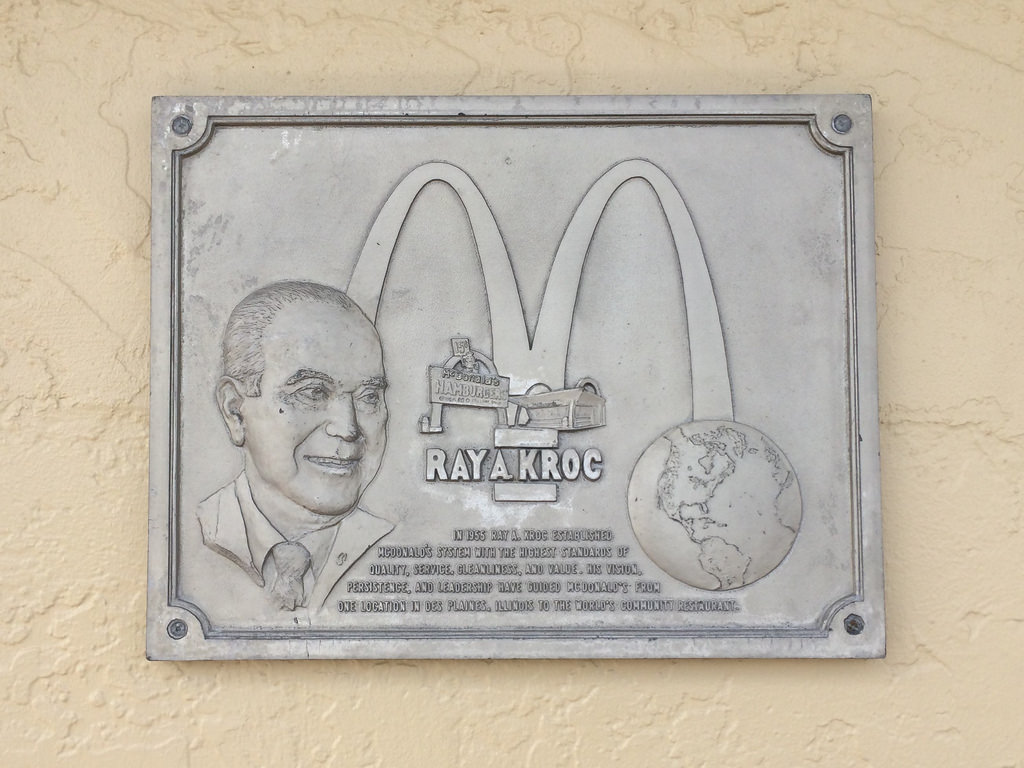 15¢
McDonald's
HAMBURGERS
RAY A. KROC
IN 1955 RAY A. KROC ESTABLISHED
MCDONALD'S SYSTEM WITH THE HIGHEST STANDARDS OF
QUALITY, SERVICE, CLEANLINESS, AND VALUE. HIS VISION,
PERSISTENCE, AND LEADERSHIP HAVE GUIDED MCDONALD'S FROM
ONE LOCATION IN DES PLAINES, ILLINOIS TO THE WORLD'S COMMUNITY RESTAURANT.